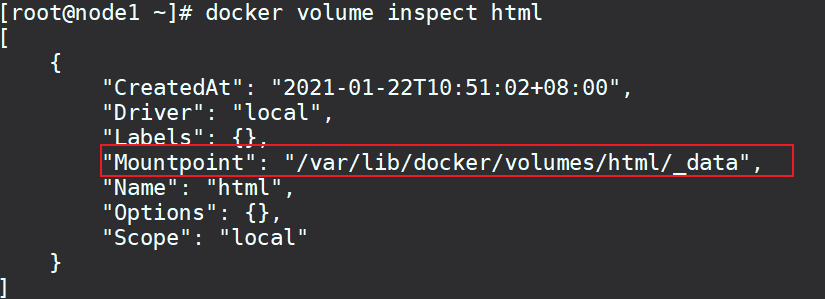 [root@node1 ~]# docker volume inspect html
[
    {
        "CreatedAt": "2021-01-22T10:51:02+08:00",
        "Driver": "local",
        "Labels": {},
        "Mountpoint": "/var/lib/docker/volumes/html/_data",
        "Name": "html",
        "Options": {},
        "Scope": "local"
    }
]